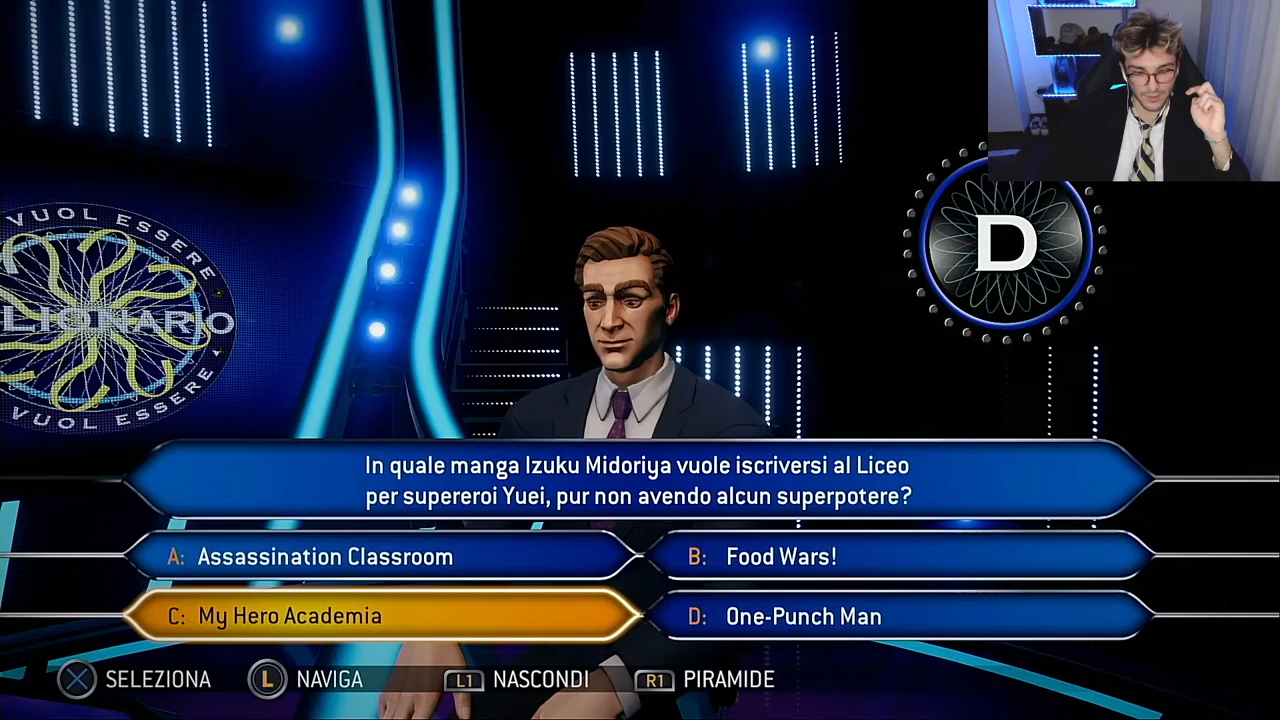 VUOL ESSERE
LIONARIO
VUOL ESSERE
D
In quale manga Izuku Midoriya vuole iscriversi al Liceo
per supereroi Yuei, pur non avendo alcun superpotere?
A: Assassination Classroom
B: Food Wars!
C: My Hero Academia
D: One-Punch Man
L
SELEZIONA
NAVIGA
L1 NASCONDI
R1 PIRAMIDE